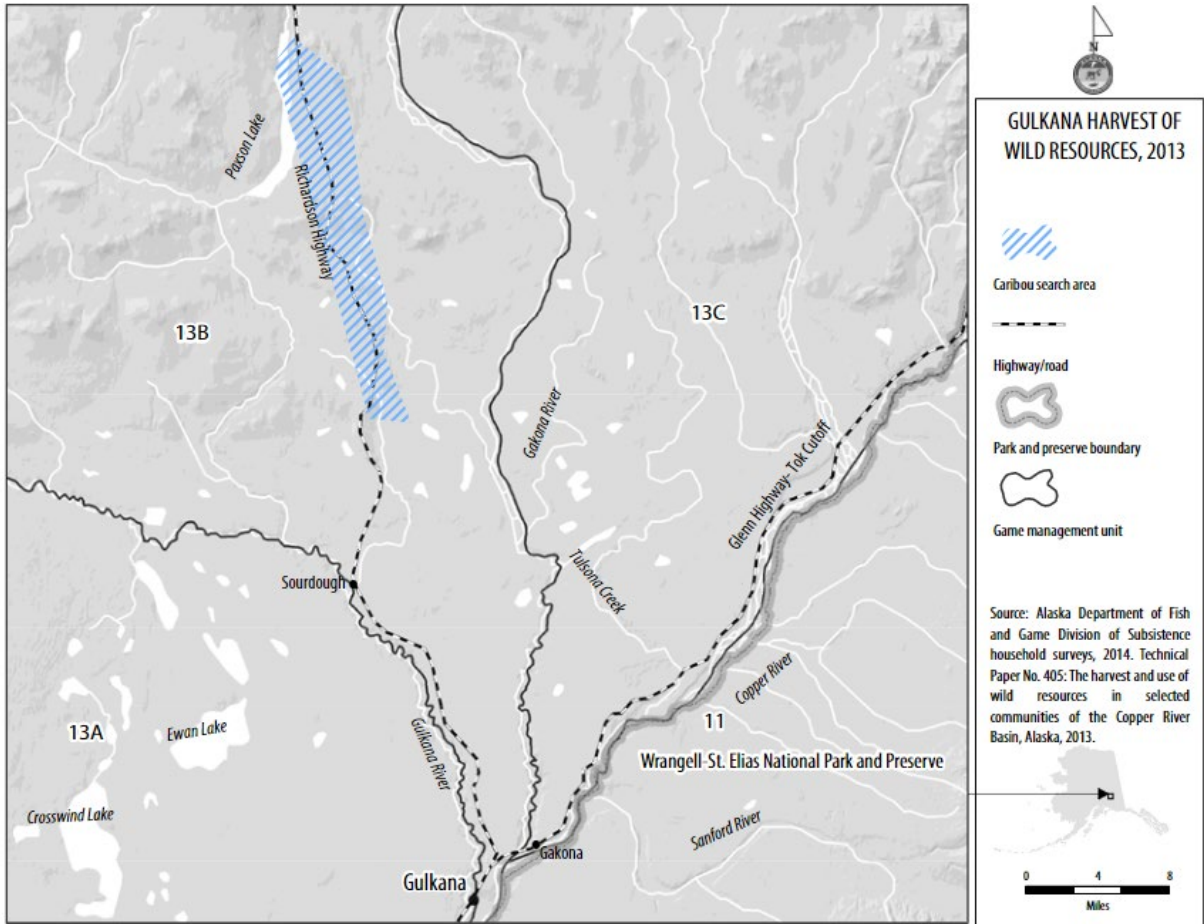 Paxson Lake
Richardson Highway
13B
13C
Gakona River
Glenn Highway- Tok Cutoff
Tulsona Creek
Sourdough
Copper River
13A
Ewan Lake
Gulkana River
11
Wrangell-St. Elias National Park and Preserve
Crosswind Lake
Sanford River
Gakona
Gulkana
N
GULKANA HARVEST OF
WILD RESOURCES, 2013
Caribou search area
Highway/road
Park and preserve boundary
Game management unit
Source: Alaska Department of Fish
and Game Division of Subsistence
household surveys, 2014. Technical
Paper No. 405: The harvest and use of
wild resources in selected
communities of the Copper River
Basin, Alaska, 2013.
0 4 8
Miles